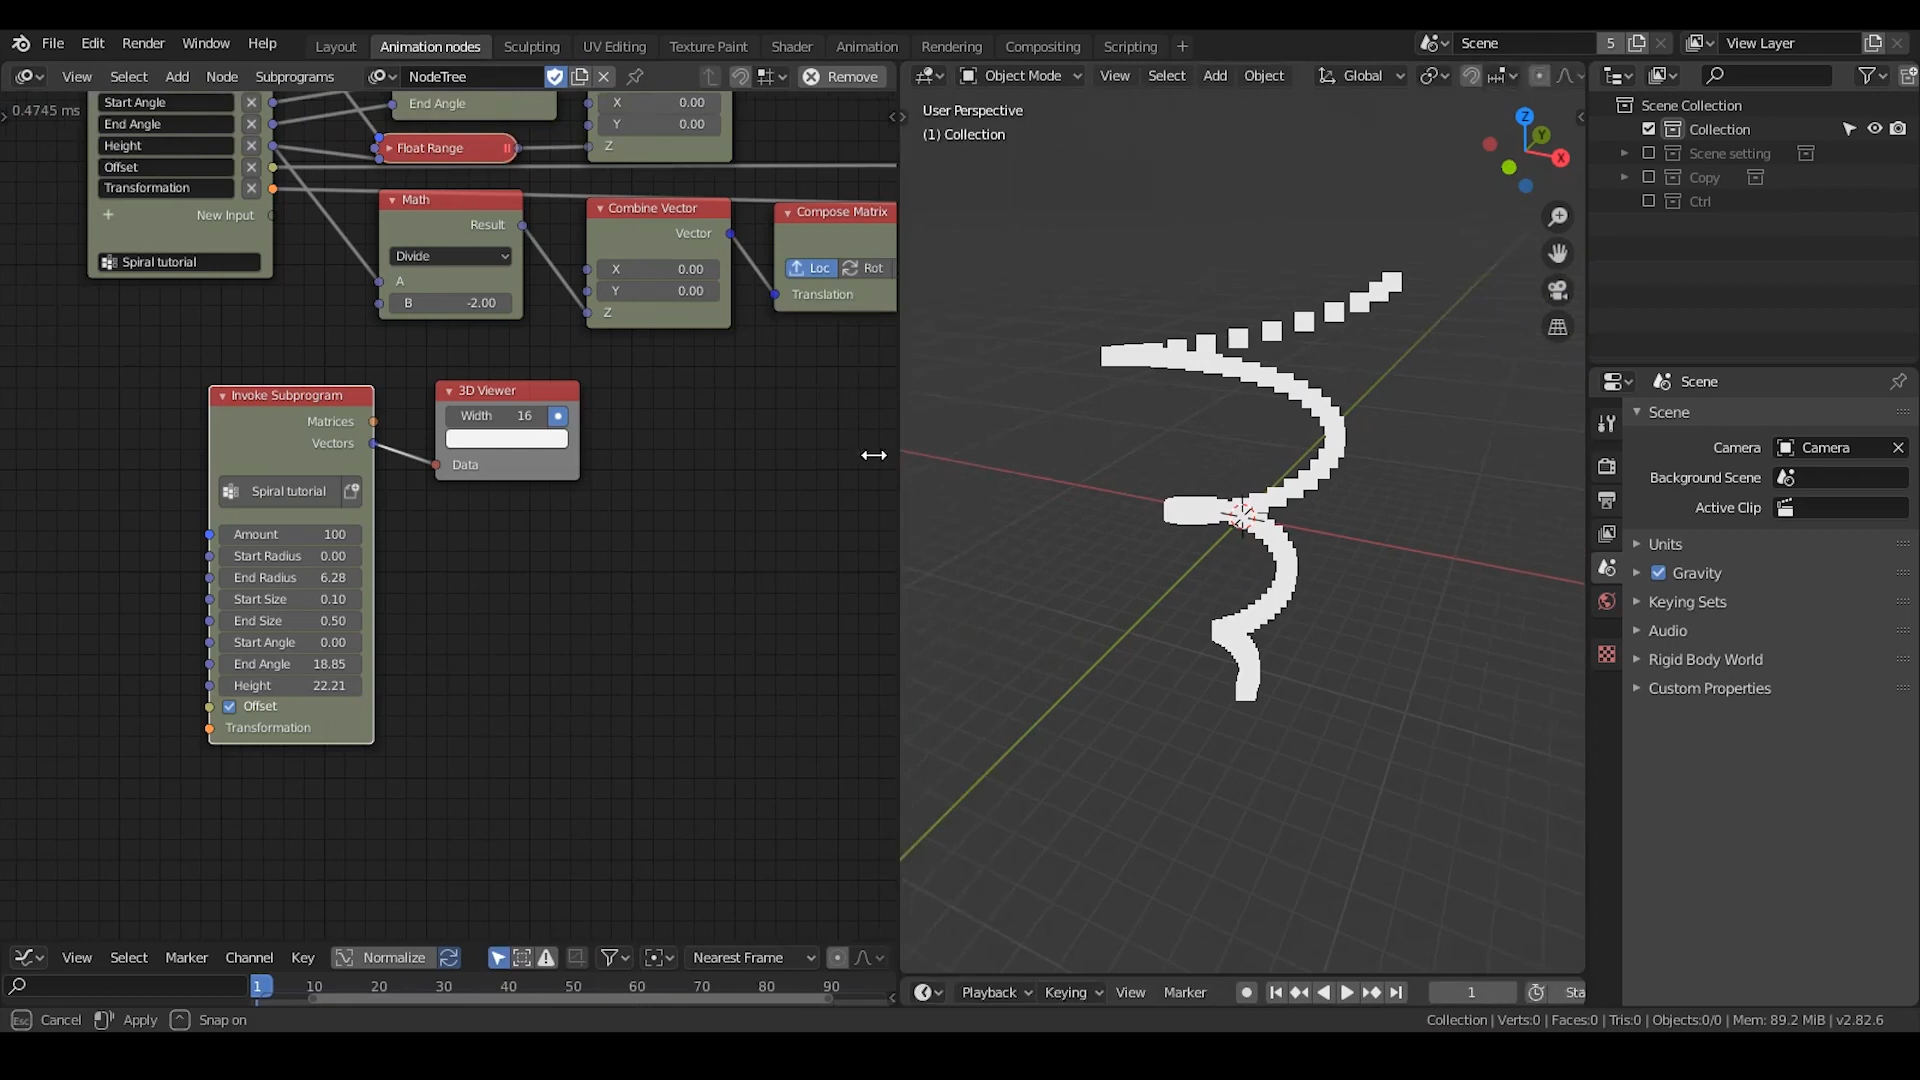 File Edit Render Window Help Layout Animation nodes Sculpting UV Editing Texture Paint Shader Animation Rendering Compositing Scripting + Scene 5 View Layer
View Select Add Node Subprograms NodeTree Remove Object Mode View Select Add Object Global
0.4745 ms
Start Angle
End Angle
Height
Offset
Transformation
New Input
Spiral tutorial
End Angle
Float Range
X 0.00
Y 0.00
Z
Math
Result
Divide
A
B -2.00
Combine Vector
Vector
X 0.00
Y 0.00
Z
Compose Matrix
Loc Rot
Translation
Invoke Subprogram
Matrices
Vectors
Spiral tutorial
Amount 100
Start Radius 0.00
End Radius 6.28
Start Size 0.10
End Size 0.50
Start Angle 0.00
End Angle 18.85
Height 22.21
Offset
Transformation
3D Viewer
Width 16
Data
User Perspective
(1) Collection
Z
Y
X
Scene Collection
Collection
Scene setting
Copy
Ctrl
Scene
Scene
Camera Camera
Background Scene
Active Clip
Units
Gravity
Keying Sets
Audio
Rigid Body World
Custom Properties
View Select Marker Channel Key Normalize Nearest Frame
1 10 20 30 40 50 60 70 80 90
Playback Keying View Marker 1 Sta
Esc Cancel Apply Snap on
Collection | Verts:0 | Faces:0 | Tris:0 | Objects:0/0 | Mem: 89.2 MiB | v2.82.6